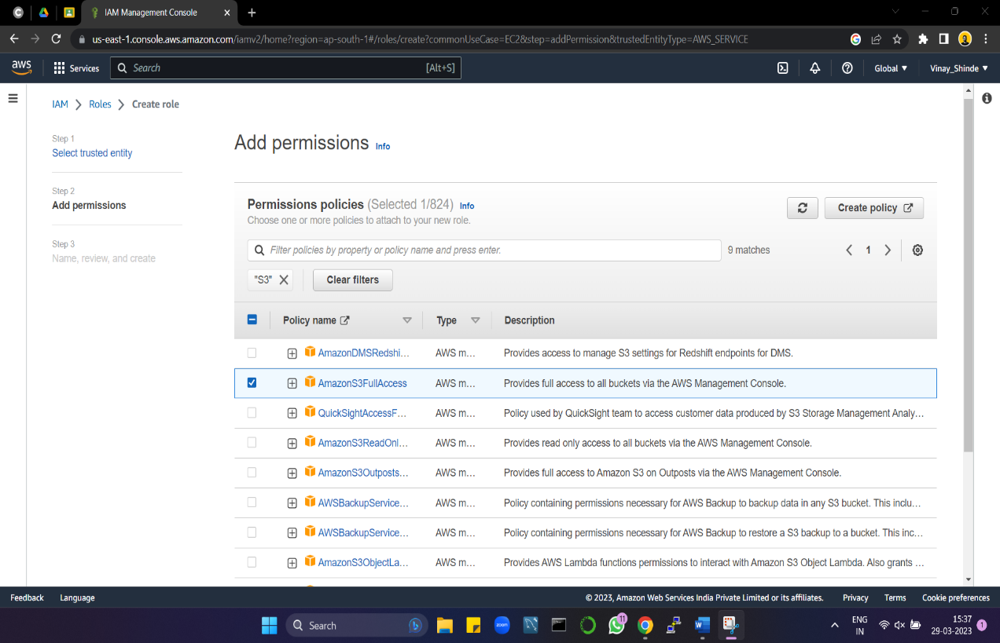 IAM Management Console
us-east-1.console.aws.amazon.com/iamv2/home?region=ap-south-1#/roles/create?commonUseCase=EC2&step=addPermission&trustedEntityType=AWS_SERVICE
aws Services Search [Alt+S] Global Vinay_Shinde
IAM Roles Create role
Step 1
Select trusted entity
Step 2
Add permissions
Step 3
Name, review, and create
Add permissions Info
Permissions policies (Selected 1/824) Info
Choose one or more policies to attach to your new role.
Create policy
Filter policies by property or policy name and press enter.
9 matches
1
"S3"
Clear filters
Policy name Type Description
AmazonDMSRedshi... AWS m... Provides access to manage S3 settings for Redshift endpoints for DMS.
AmazonS3FullAccess AWS m... Provides full access to all buckets via the AWS Management Console.
QuickSightAccessF... AWS m... Policy used by QuickSight team to access customer data produced by S3 Storage Management Analy...
AmazonS3ReadOnl... AWS m... Provides read only access to all buckets via the AWS Management Console.
AmazonS3Outposts... AWS m... Provides full access to Amazon S3 on Outposts via the AWS Management Console.
AWSBackupService... AWS m... Policy containing permissions necessary for AWS Backup to backup data in any S3 bucket. This inclu...
AWSBackupService... AWS m... Policy containing permissions necessary for AWS Backup to restore a S3 backup to a bucket. This inc...
AmazonS3ObjectLa... AWS m... Provides AWS Lambda functions permissions to interact with Amazon S3 Object Lambda. Also grants ...
Feedback Language © 2023, Amazon Web Services India Private Limited or its affiliates. Privacy Terms Cookie preferences
Search
zoom
11
ENG
IN
15:37
29-03-2023
1